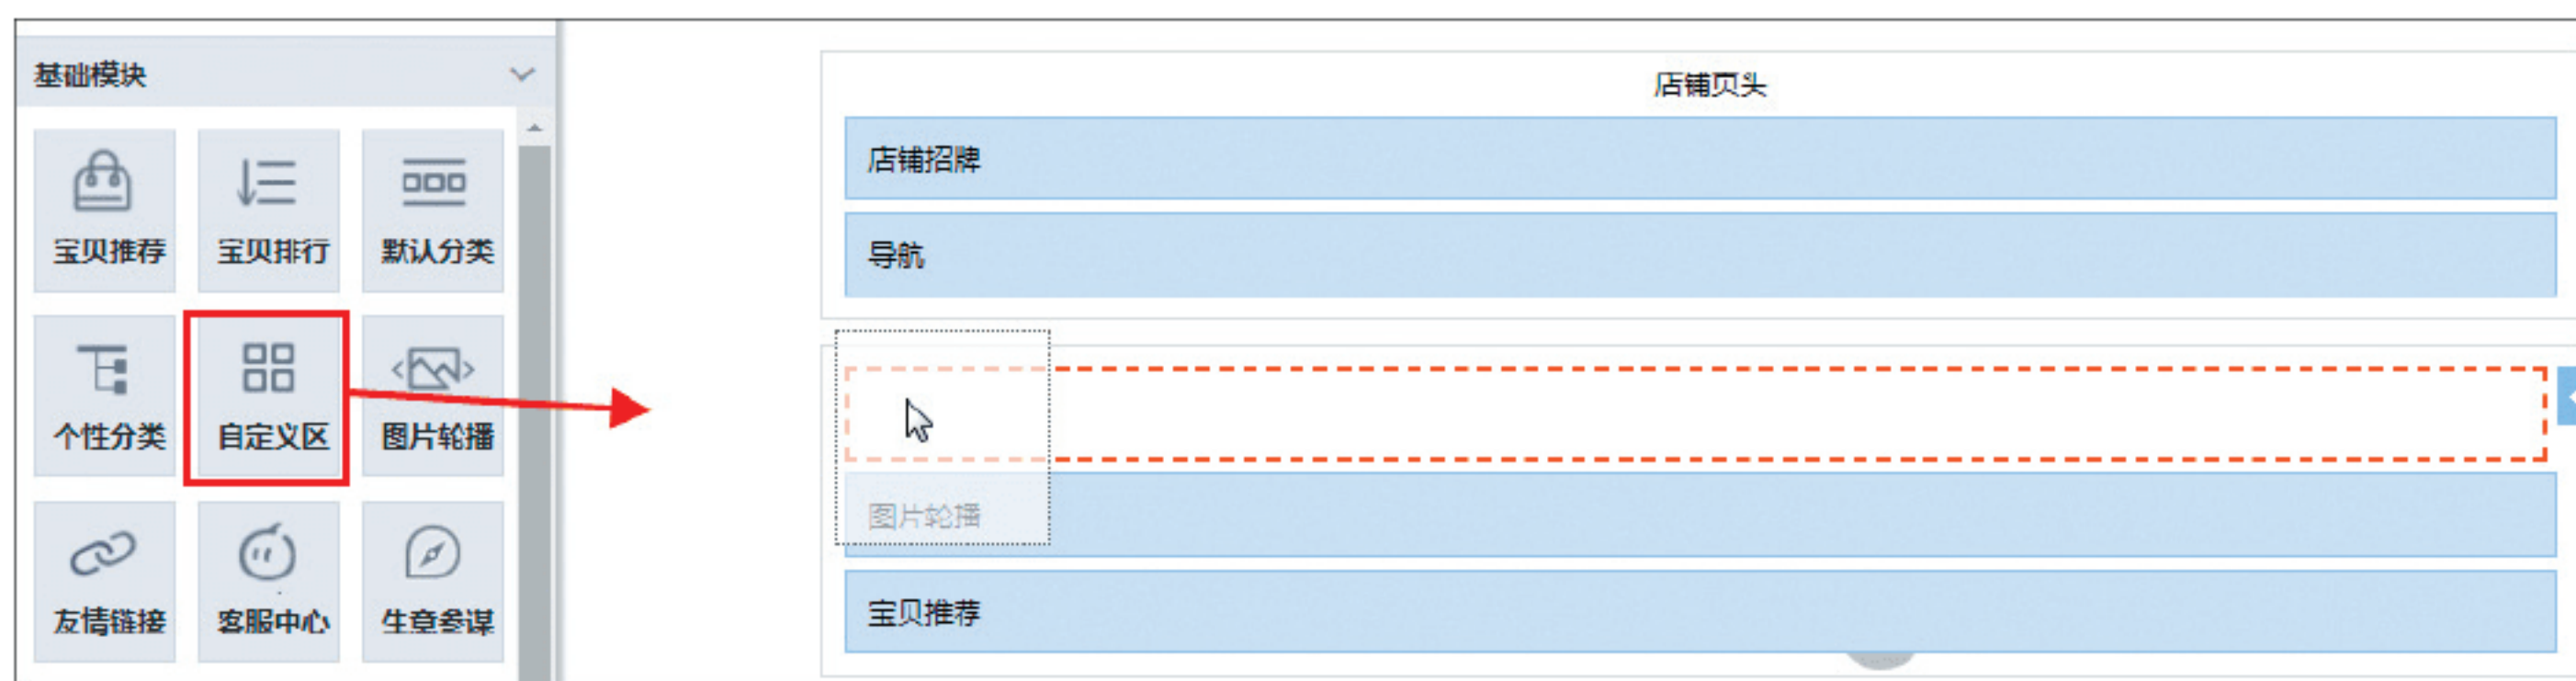 基础模块
宝贝推荐
宝贝排行
默认分类
个性分类
自定义区
图片轮播
友情链接
客服中心
生意参谋
店铺页头
店铺招牌
导航
图片轮播
宝贝推荐